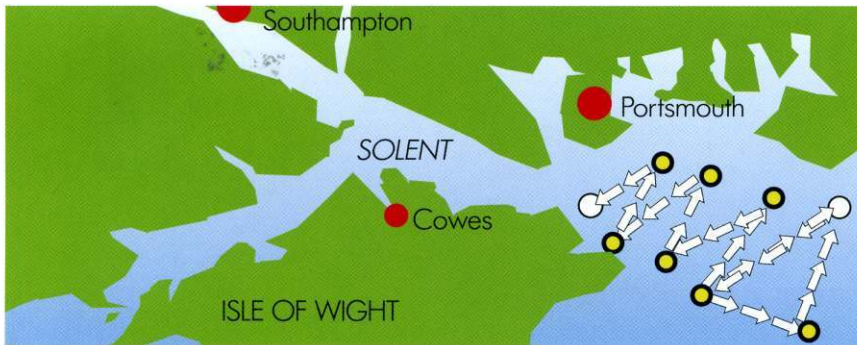 Southampton
Portsmouth
SOLENT
Cowes
ISLE OF WIGHT